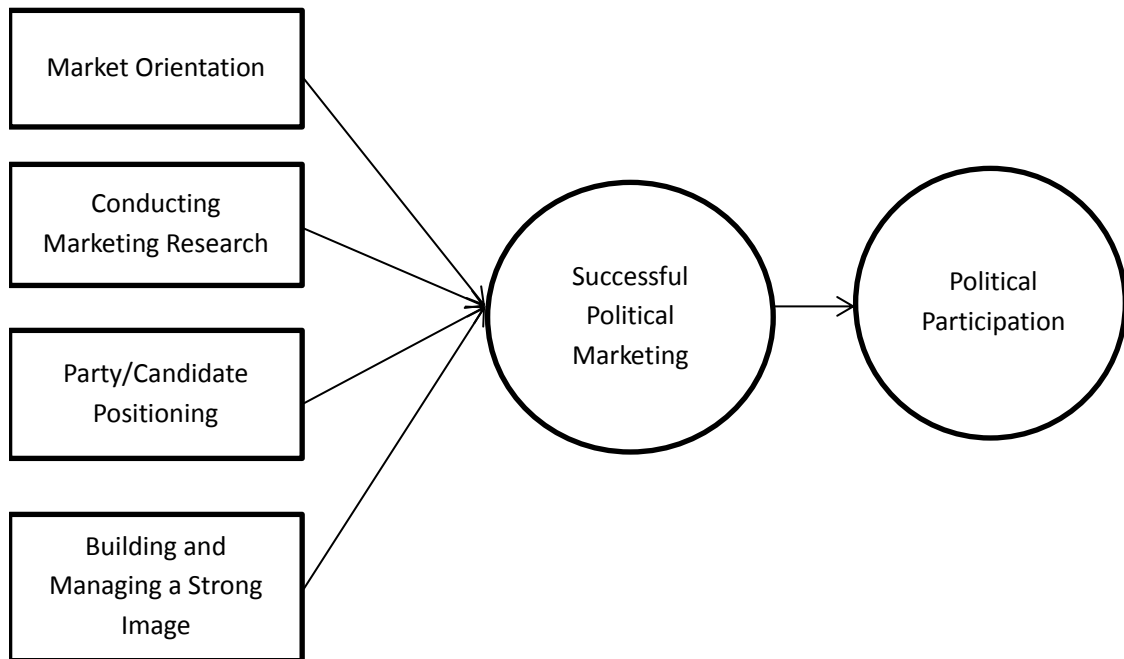 Market Orientation
Conducting
Marketing Research
Party/Candidate
Positioning
Building and
Managing a Strong
Image
Successful
Political
Marketing
Political
Participation